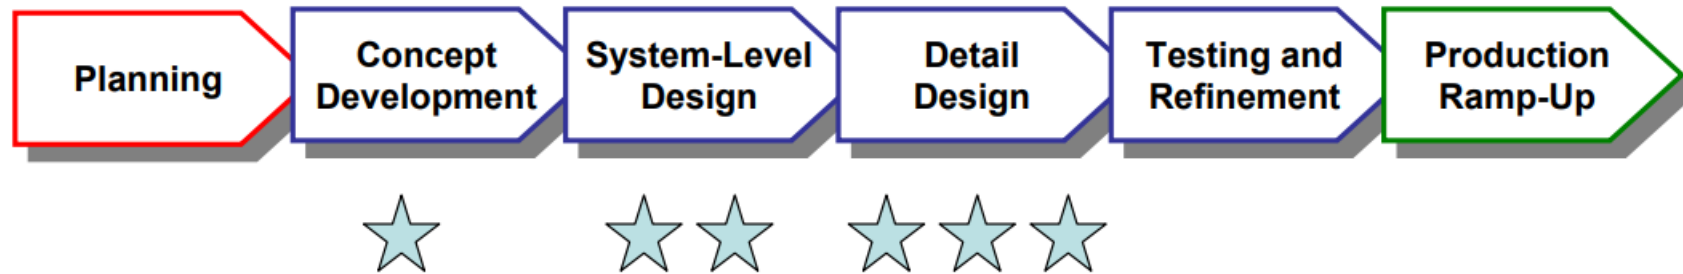 Planning
Concept
Development
System-Level
Design
Detail
Design
Testing and
Refinement
Production
Ramp-Up